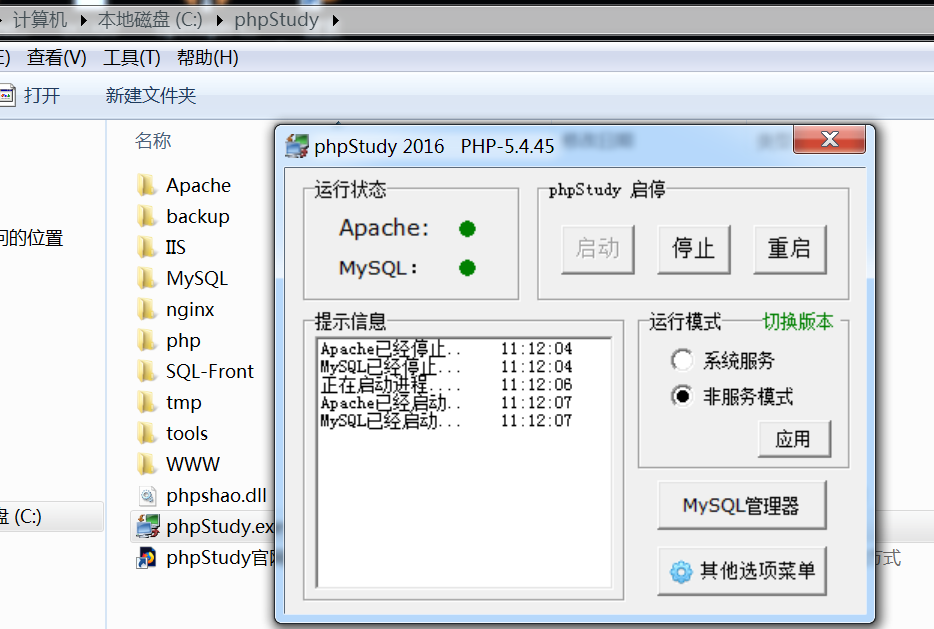 计算机 本地磁盘 (C:) phpStudy
查看(V) 工具(T) 帮助(H)
打开 新建文件夹
名称
Apache
backup
IIS
问的位置
MySQL
nginx
php
SQL-Front
tmp
tools
WWW
phpshao.dll
盘 (C:)
phpStudy.ex
phpStudy官
方式
phpStudy 2016 PHP-5.4.45
运行状态
Apache:
MySQL:
phpStudy 启停
启动 停止 重启
提示信息
Apache已经停止.. 11:12:04
MySQL已经停止... 11:12:04
正在启动进程.... 11:12:06
Apache已经启动.. 11:12:07
MySQL已经启动... 11:12:07
运行模式 切换版本
系统服务
非服务模式
应用
MySQL管理器
其他选项菜单